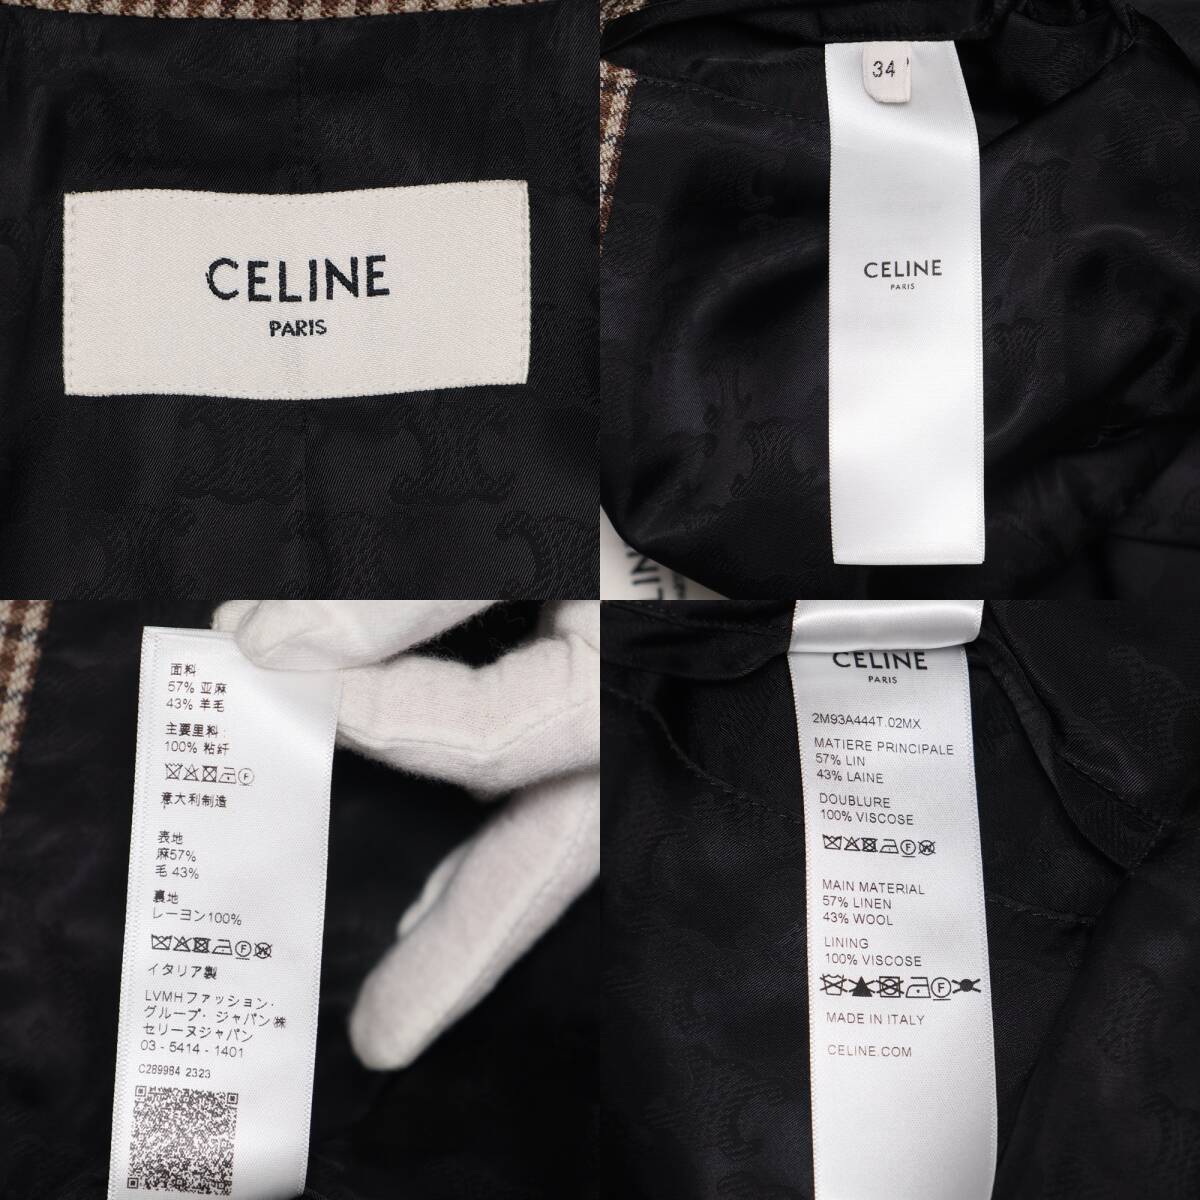 CELINE
PARIS
34
CELINE
PARIS
面料:
57% 亚麻
43% 羊毛
主要里料:
100% 粘纤
意大利制造
表地
麻57%
毛 43%
裏地
レーヨン100%
イタリア製
LVMHファッション・
グループ・ジャパン㈱
セリーヌジャパン
03 - 5414 - 1401
C289984 2323
CELINE
PARIS
2M93A444T.02MX
MATIERE PRINCIPALE
57% LIN
43% LAINE
DOUBLURE
100% VISCOSE
MAIN MATERIAL
57% LINEN
43% WOOL
LINING
100% VISCOSE
MADE IN ITALY
CELINE.COM